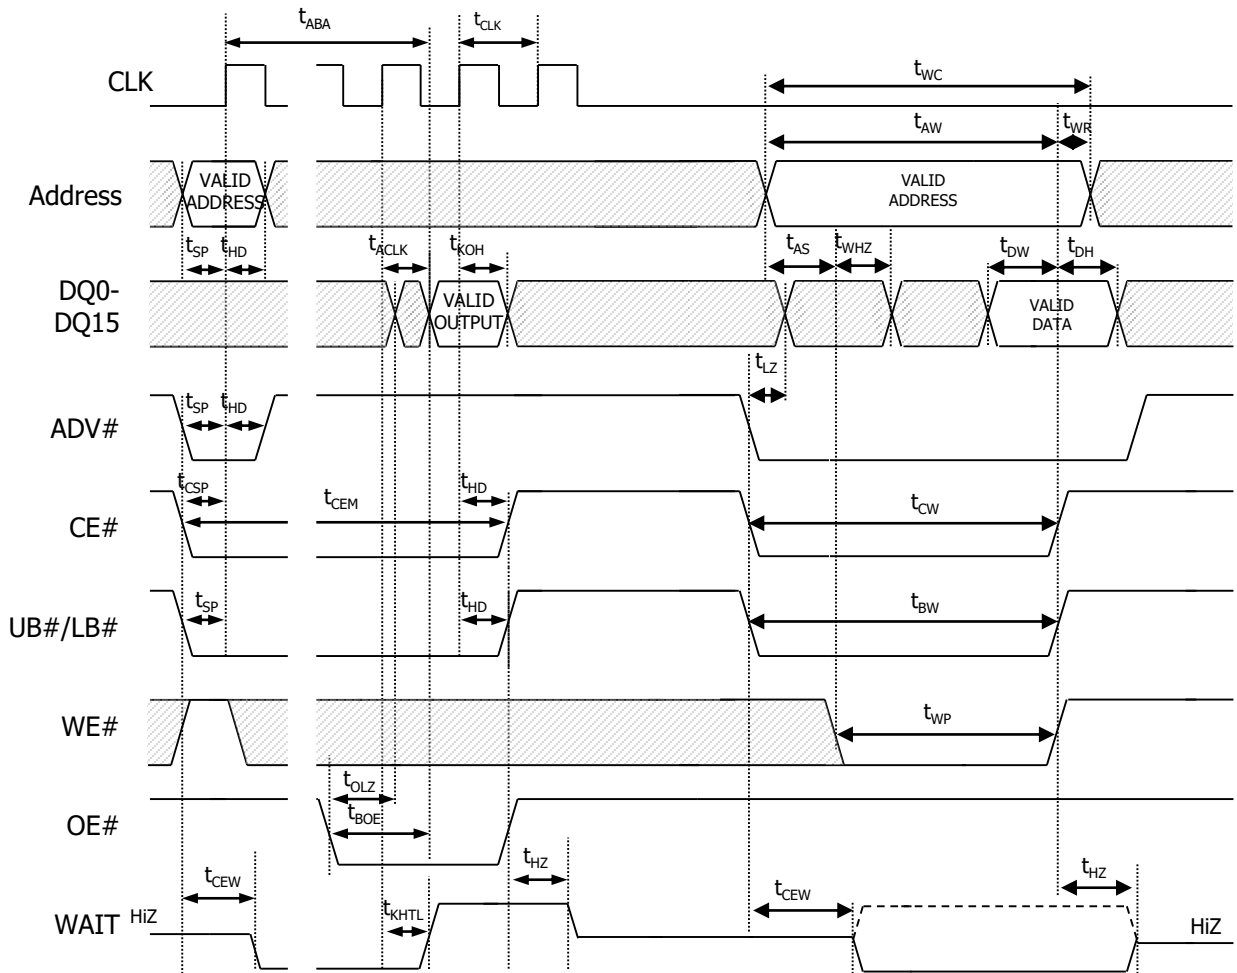 tABA
tCLK
CLK
tWC
tAW
tWR
Address
VALID
ADDRESS
VALID
ADDRESS
tSP
tHD
tACLK
tKOH
tAS
tWHZ
tDW
tDH
DQ0-
DQ15
VALID
OUTPUT
VALID
DATA
tLZ
ADV#
tSP
tHD
tCSP
tCEM
tHD
tCW
CE#
tSP
tHD
tBW
UB#/LB#
WE#
tWP
tOLZ
tBOE
OE#
tHZ
tCEW
tHZ
tCEW
tKHTL
WAIT
HiZ
HiZ